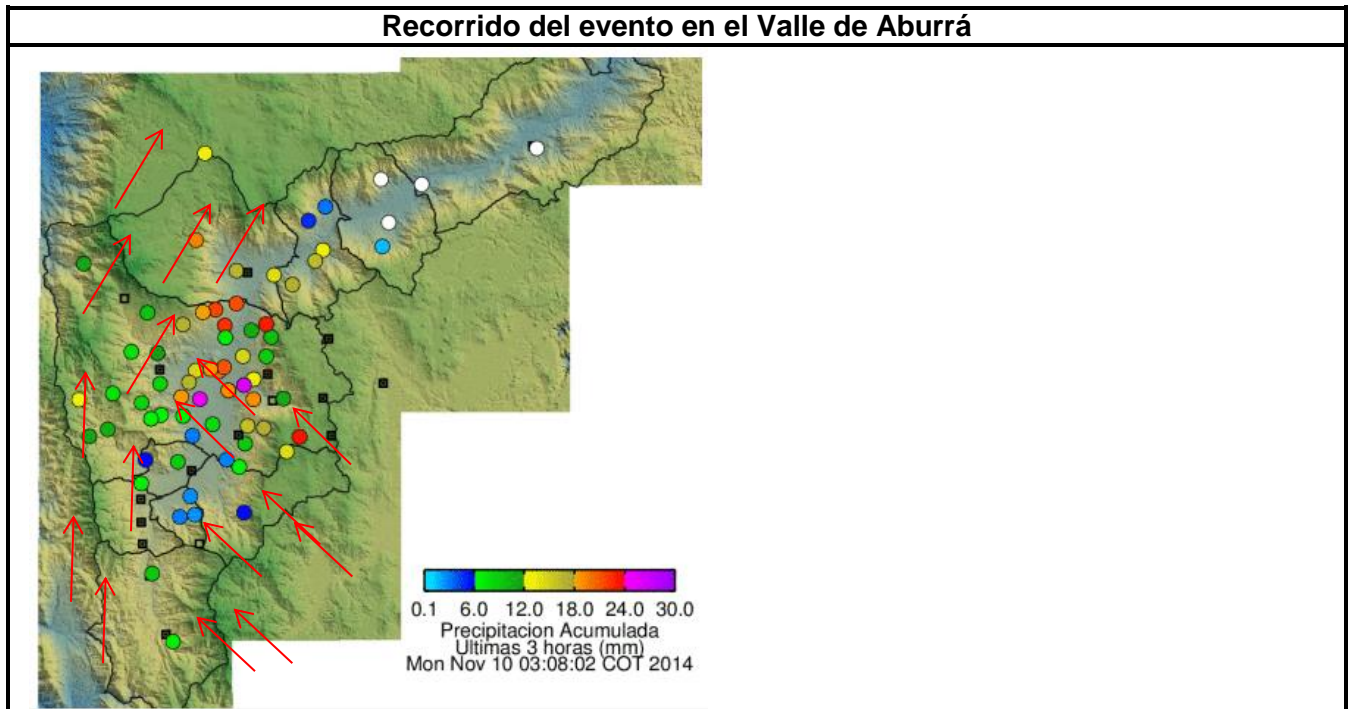 Recorrido del evento en el Valle de Aburrá
0.1 6.0 12.0 18.0 24.0 30.0
Precipitacion Acumulada
Ultimas 3 horas (mm)
Mon Nov 10 03:08:02 COT 2014